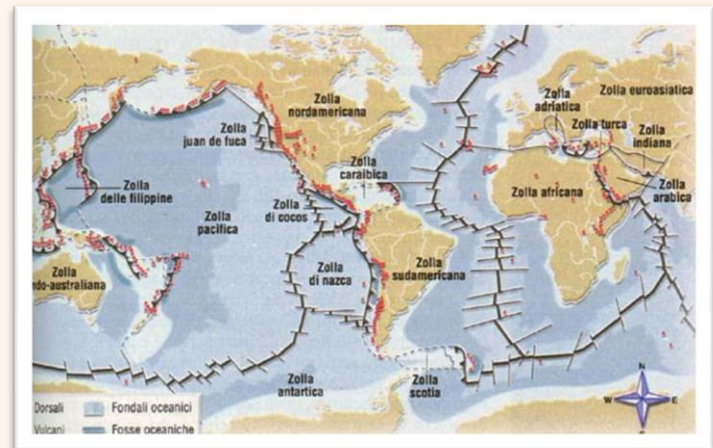 Zolla
nordamericana
Zolla
juan de fuca
Zolla
caraibica
Zolla
adriatica
Zolla euroasiatica
Zolla turca
Zolla
indiana
Zolla
delle filippine
Zolla
pacifica
Zolla
di cocos
Zolla africana
Zolla
arabica
Zolla
ndo-australiana
Zolla
di nazca
Zolla
sudamericana
Zolla
antartica
Zolla
scotia
N
W
E
Dorsali
Fondali oceanici
Vulcani
Fosse oceaniche